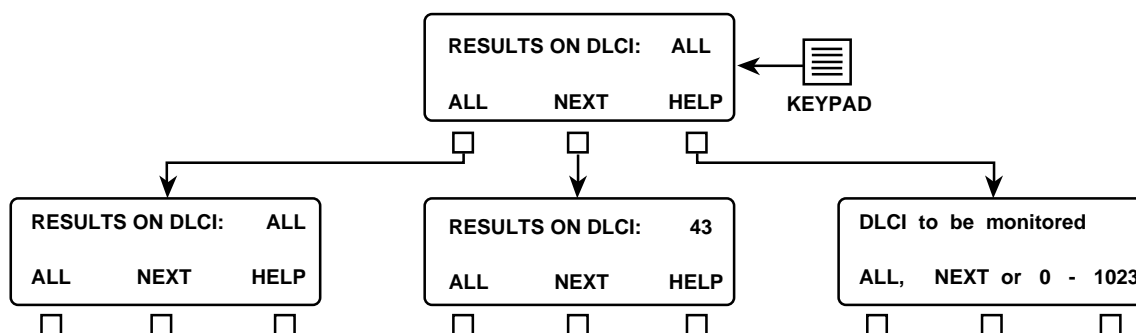 RESULTS ON DLCI: ALL
ALL NEXT HELP
KEYPAD
RESULTS ON DLCI: ALL
ALL NEXT HELP
RESULTS ON DLCI: 43
ALL NEXT HELP
DLCI to be monitored
ALL, NEXT or 0 - 1023